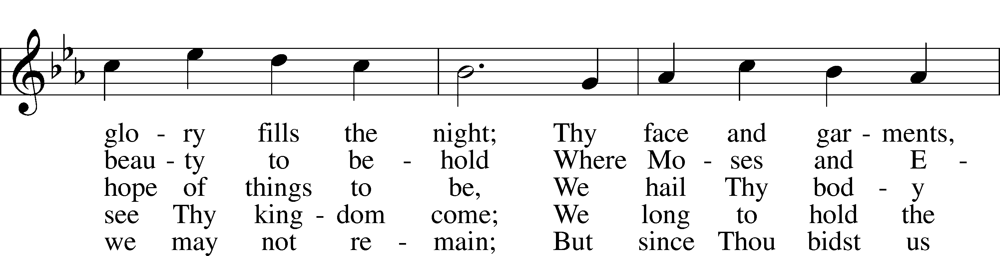 glo - ry fills the night; Thy face and gar - ments,
beau - ty to be - hold Where Mo - ses and E -
hope of things to be, We hail Thy bod - y
see Thy king - dom come; We long to hold the
we may not re - main; But since Thou bidst us